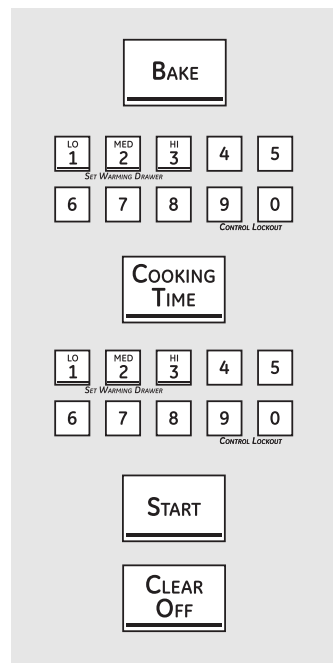 BAKE
LO MED HI
1 2 3 4 5
SET WARMING DRAWER
6 7 8 9 0
CONTROL LOCKOUT
COOKING
TIME
LO MED HI
1 2 3 4 5
SET WARMING DRAWER
6 7 8 9 0
CONTROL LOCKOUT
START
CLEAR
OFF